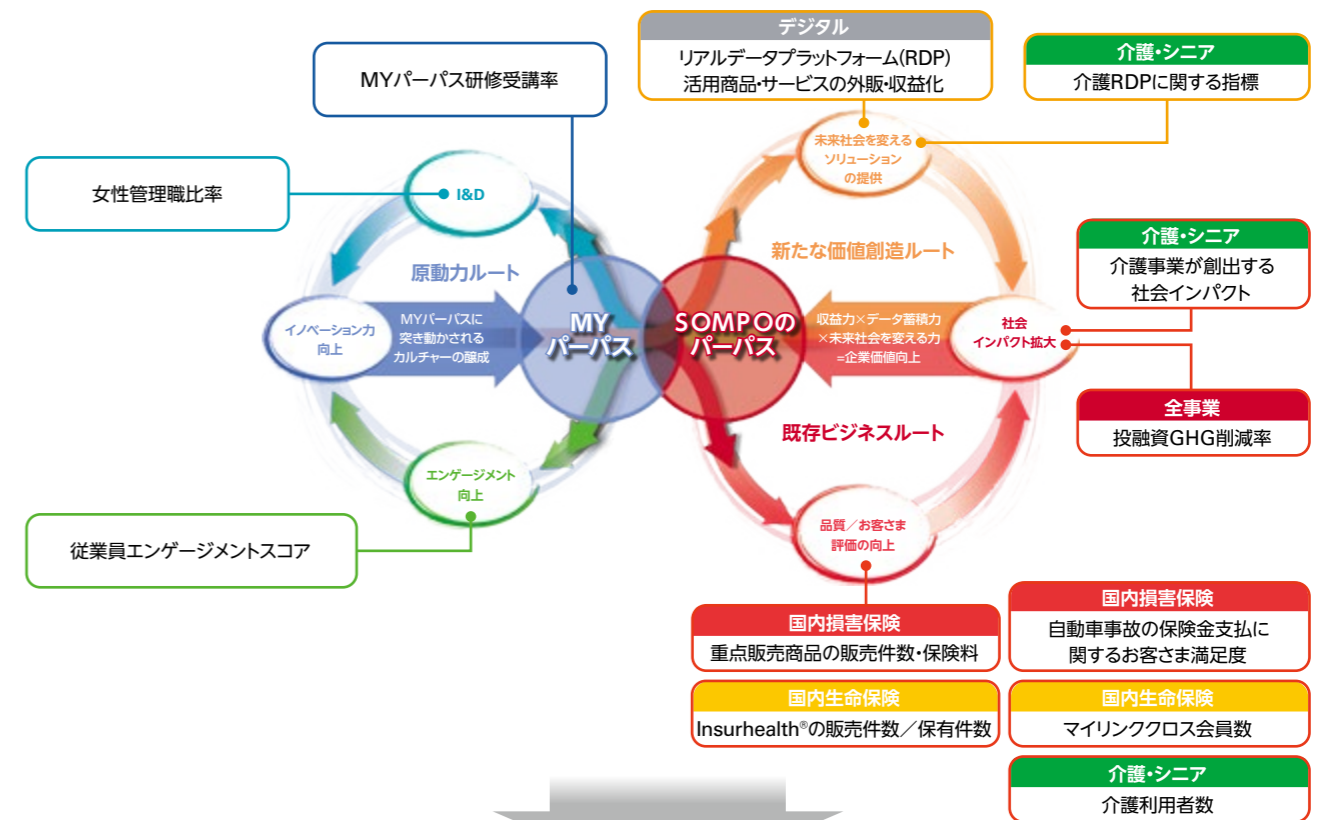 デジタル
リアルデータプラットフォーム(RDP)
活用商品・サービスの外販・収益化
介護・シニア
介護RDPに関する指標
MYパーパス研修受講率
女性管理職比率
I&D
未来社会を変える
ソリューション
の提供
原動力ルート
新たな価値創造ルート
介護・シニア
介護事業が創出する
社会インパクト
イノベーション力
向上
MYパーパスに
突き動かされる
カルチャーの醸成
MY
パーパス
SOMPOの
パーパス
収益力×データ蓄積力
×未来社会を変える力
=企業価値向上
社会
インパクト拡大
全事業
投融資GHG削減率
既存ビジネスルート
エンゲージメント
向上
品質／お客さま
評価の向上
従業員エンゲージメントスコア
国内損害保険
重点販売商品の販売件数・保険料
国内損害保険
自動車事故の保険金支払に
関するお客さま満足度
国内生命保険
Insurhealth®の販売件数／保有件数
国内生命保険
マイリンククロス会員数
介護・シニア
介護利用者数